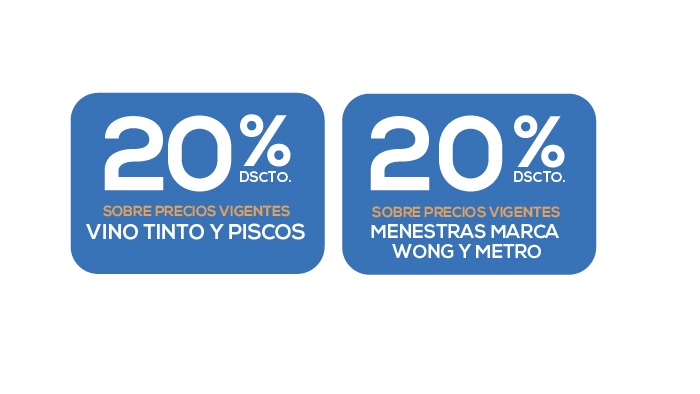 20% DSCTO.
SOBRE PRECIOS VIGENTES
VINO TINTO Y PISCOS
20% DSCTO.
SOBRE PRECIOS VIGENTES
MENESTRAS MARCA
WONG Y METRO